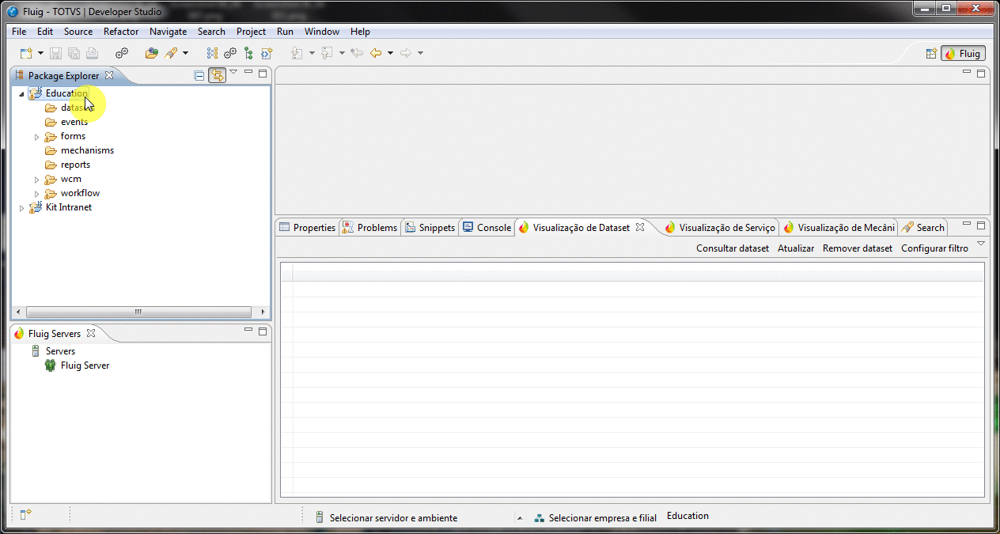 Fluig - TOTVS | Developer Studio
File Edit Source Refactor Navigate Search Project Run Window Help
Fluig
Package Explorer
Education
events
forms
mechanisms
reports
wcm
workflow
Kit Intranet
Properties Problems Snippets Console Visualização de Dataset Visualização de Serviço Visualização de Mecâni Search
Consultar dataset Atualizar Remover dataset Configurar filtro
Fluig Servers
Servers
Fluig Server
Selecionar servidor e ambiente Selecionar empresa e filial Education